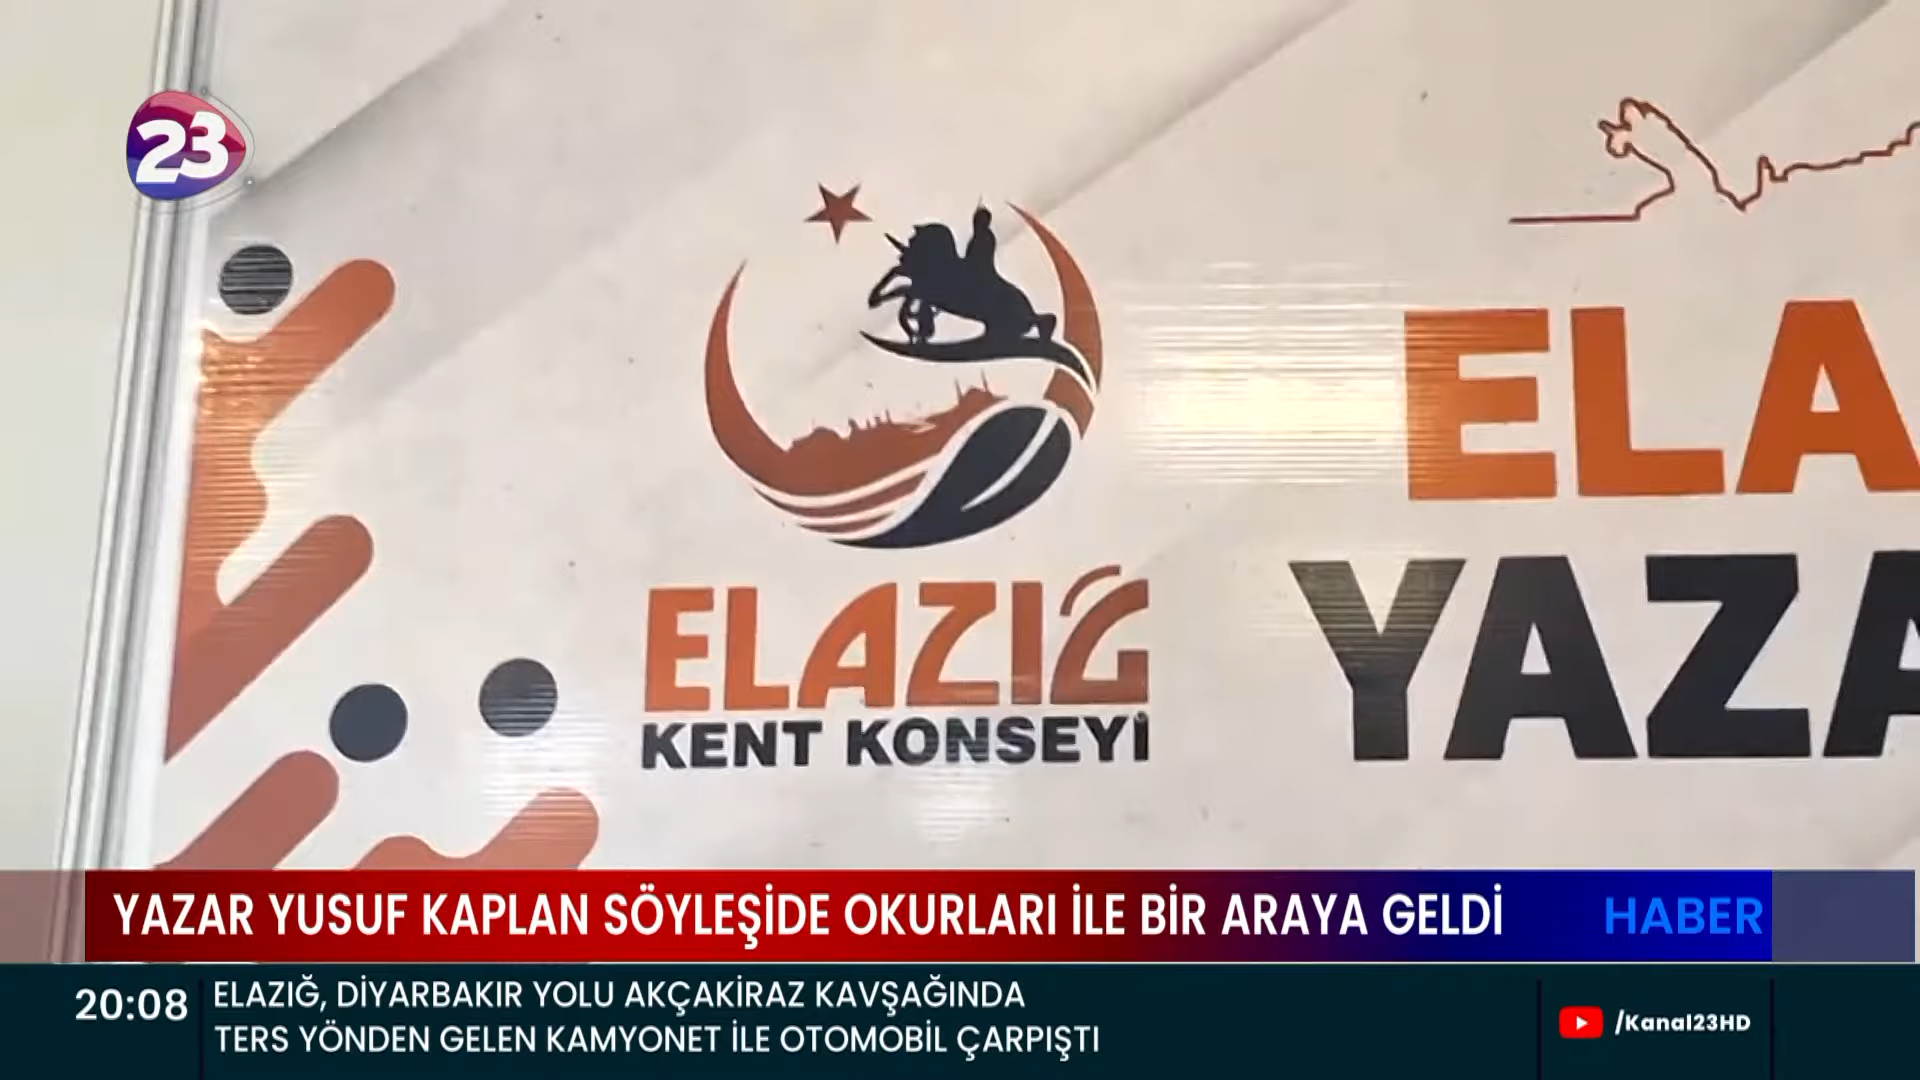 23
ELA
YAZA
ELAZIĞ
KENT KONSEYİ
YAZAR YUSUF KAPLAN SÖYLEŞİDE OKURLARI İLE BİR ARAYA GELDİ
HABER
20:08
ELAZIĞ, DİYARBAKIR YOLU AKÇAKİRAZ KAVŞAĞINDA
TERS YÖNDEN GELEN KAMYONET İLE OTOMOBİL ÇARPIŞTI
/Kanal23HD